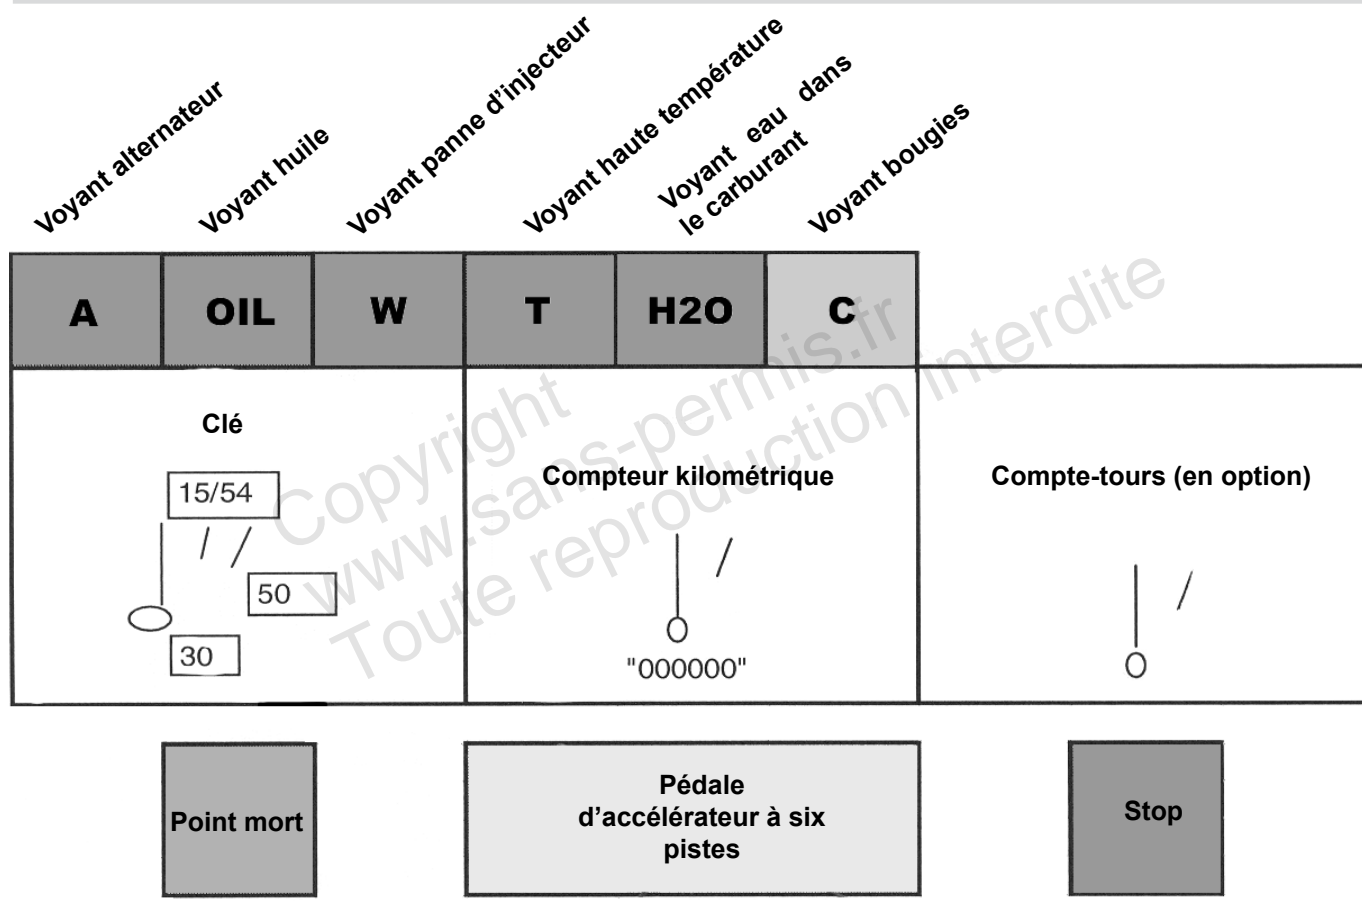 Voyant alternateur
Voyant huile
Voyant panne d'injecteur
Voyant haute température
Voyant eau dans
le carburant
Voyant bougies
A
OIL
W
T
H2O
C
Clé
15/54
50
30
Compteur kilométrique
"000000"
Compte-tours (en option)
Point mort
Pédale
d'accélérateur à six
pistes
Stop
Copyright
www.sans-permis.fr
Toute reproduction interdite